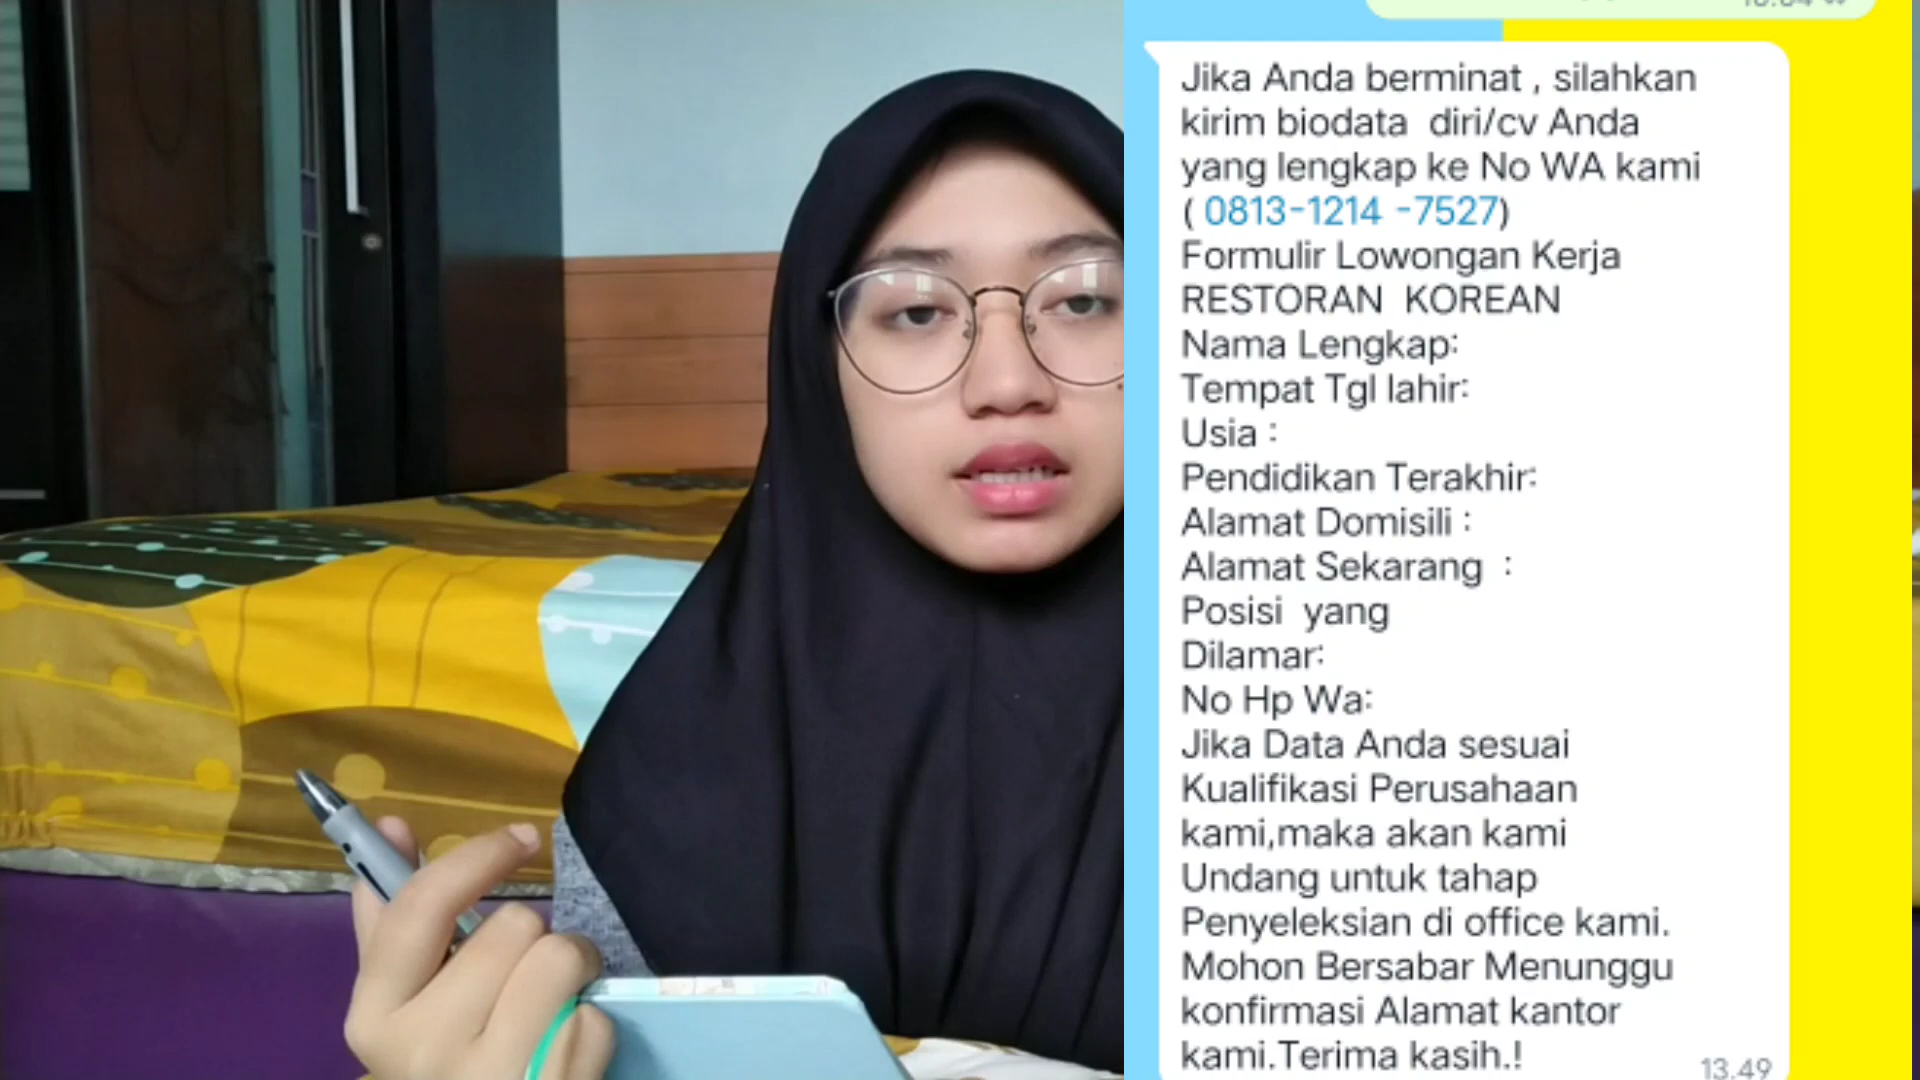 Jika Anda berminat , silahkan
kirim biodata  diri/cv Anda
yang lengkap ke No WA kami
( 0813-1214 -7527)
Formulir Lowongan Kerja
RESTORAN  KOREAN
Nama Lengkap:
Tempat Tgl lahir:
Usia :
Pendidikan Terakhir:
Alamat Domisili :
Alamat Sekarang  :
Posisi  yang
Dilamar:
No Hp Wa:
Jika Data Anda sesuai
Kualifikasi Perusahaan
kami,maka akan kami
Undang untuk tahap
Penyeleksian di office kami.
Mohon Bersabar Menunggu
konfirmasi Alamat kantor
kami.Terima kasih.!
13.49